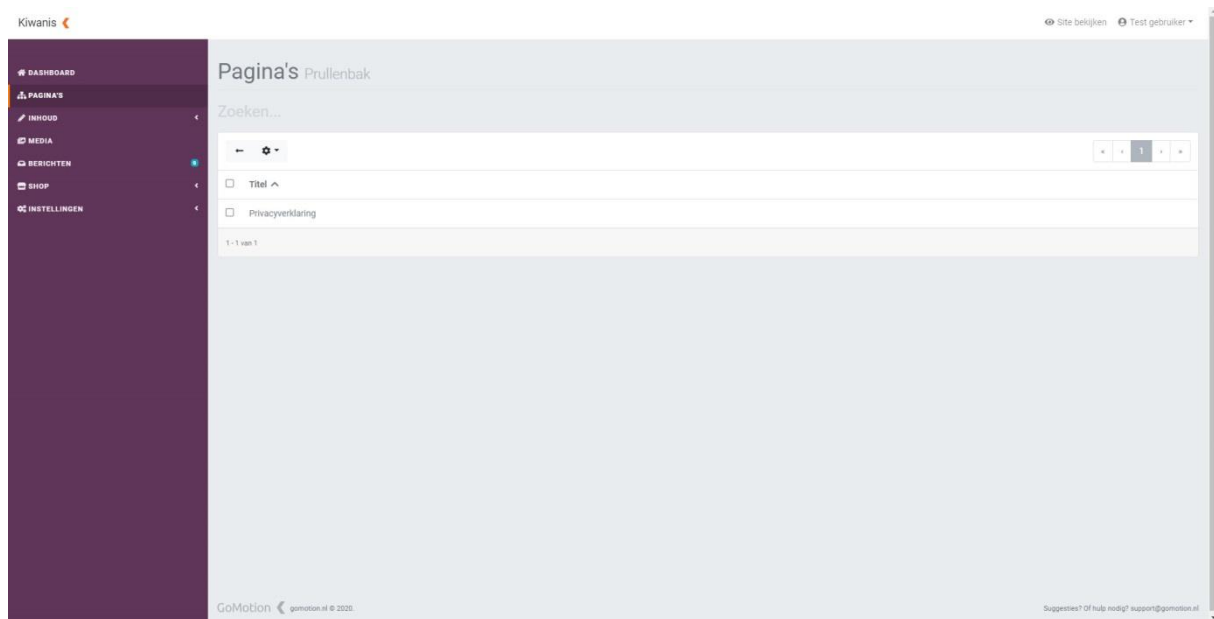 Kiwanis
Site bekijken
Test gebruiker
DASHBOARD
PAGINA'S
INHOUD
MEDIA
BERICHTEN
SHOP
INSTELLINGEN
Pagina's Prullenbak
Zoeken...
« ‹ 1 › »
Titel
Privacyverklaring
1 - 1 van 1
GoMotion gomotion.nl © 2020.
Suggesties? Of hulp nodig? support@gomotion.nl